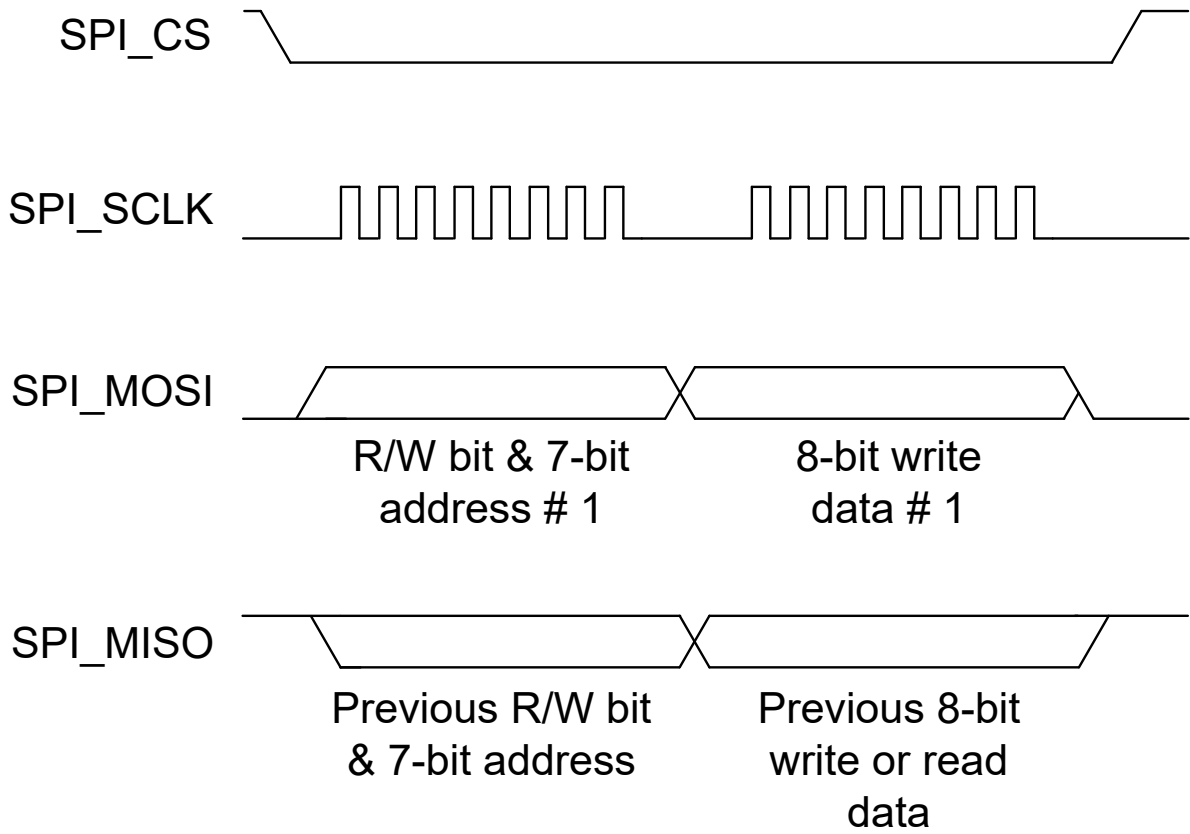 SPI_CS
SPI_SCLK
SPI_MOSI
R/W bit & 7-bit
address # 1
8-bit write
data # 1
SPI_MISO
Previous R/W bit
& 7-bit address
Previous 8-bit
write or read
data